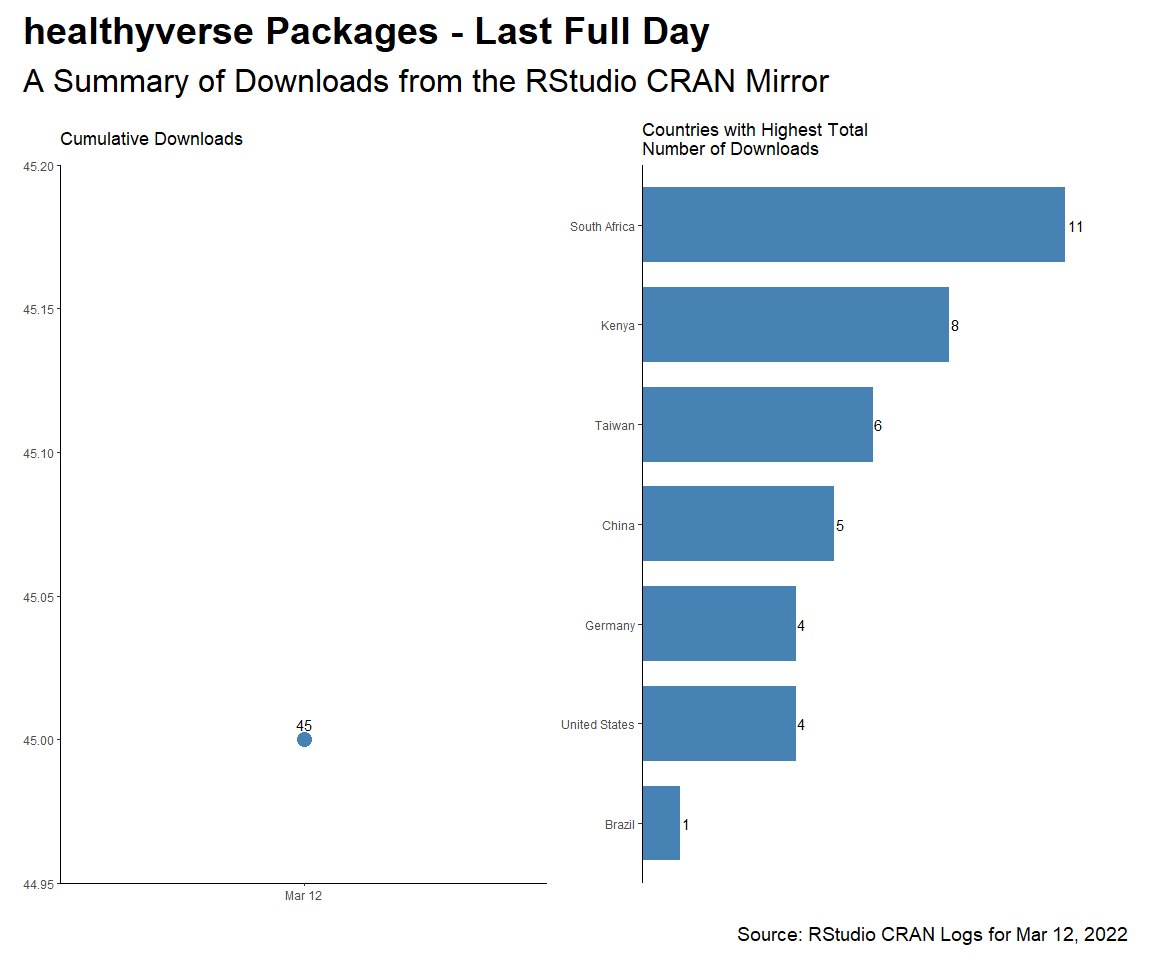 healthyverse Packages - Last Full Day
A Summary of Downloads from the RStudio CRAN Mirror
Cumulative Downloads
45.20
45.15
45.10
45.05
45.00
44.95
45
Mar 12
Countries with Highest Total
Number of Downloads
South Africa
11
Kenya
8
Taiwan
6
China
5
Germany
4
United States
4
Brazil
1
Source: RStudio CRAN Logs for Mar 12, 2022